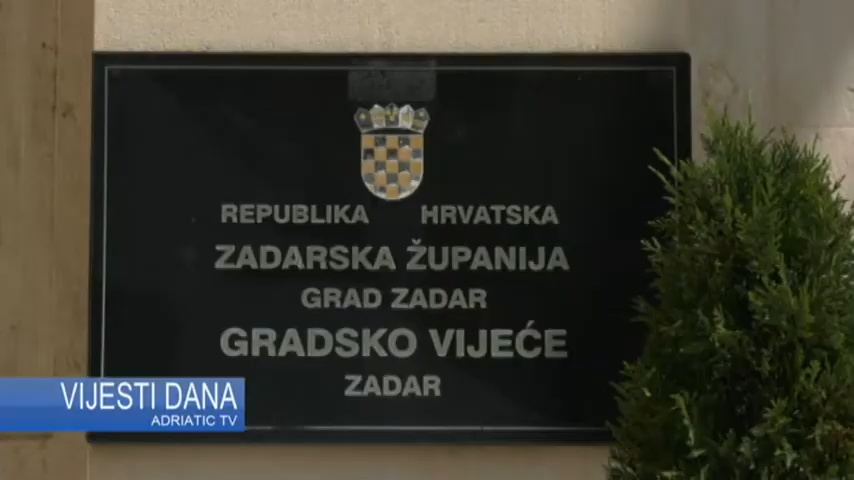 REPUBLIKA HRVATSKA
ZADARSKA ŽUPANIJA
GRAD ZADAR
GRADSKO VIJEĆE
ZADAR
VIJESTI DANA
ADRIATIC TV